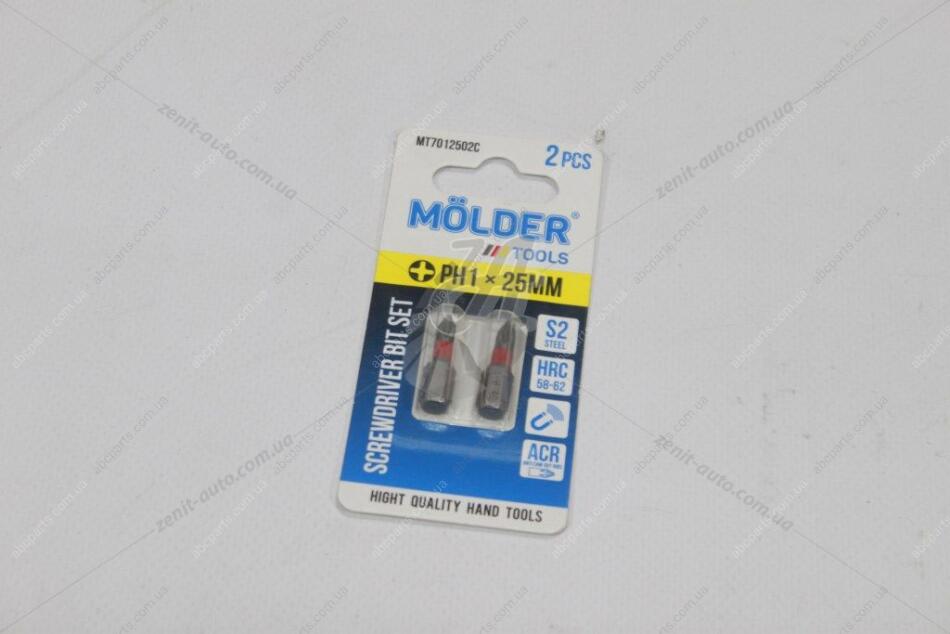 MT7012502C
2 PCS
MÖLDER®
TOOLS
PH1 × 25MM
SCREWDRIVER BIT SET
S2
STEEL
HRC
58-62
ACR
HIGHT QUALITY HAND TOOLS
zenit-auto.com.ua
abcparts.com.ua